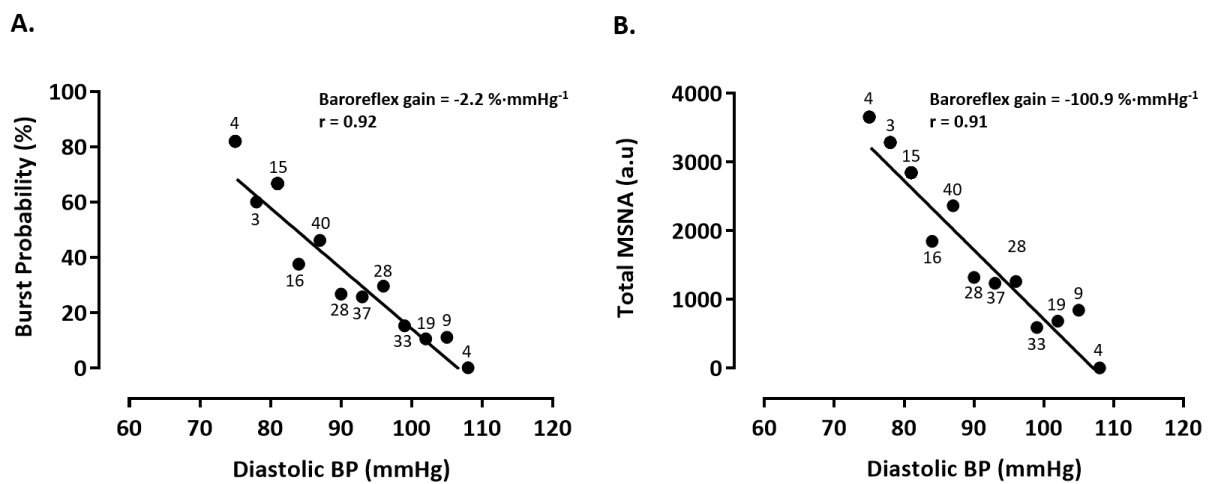 A.
Baroreflex gain = -2.2 %·mmHg-1
r = 0.92
Burst Probability (%)
100
80
60
40
20
0
4
3
15
16
40
28
37
28
33
19
9
4
60 70 80 90 100 110 120
Diastolic BP (mmHg)
B.
Baroreflex gain = -100.9 %·mmHg-1
r = 0.91
Total MSNA (a.u)
4000
3000
2000
1000
0
4
3
15
16
40
28
37
28
33
19
9
4
60 70 80 90 100 110 120
Diastolic BP (mmHg)